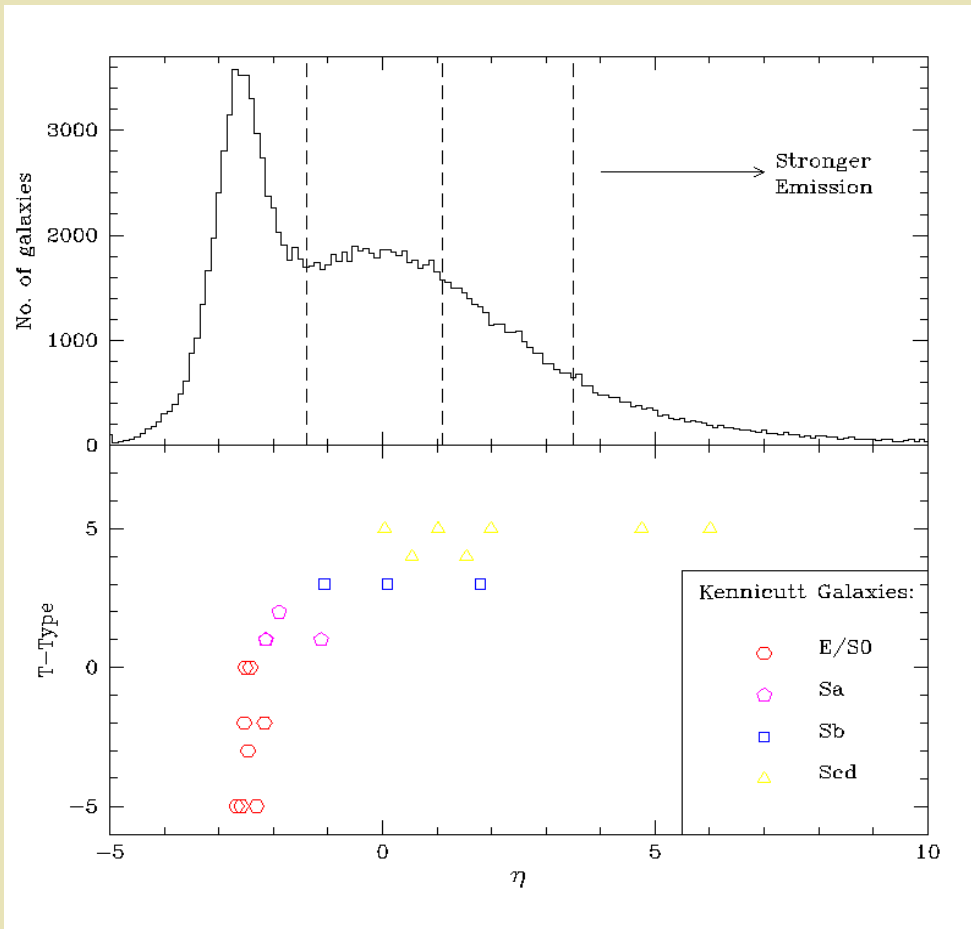 3000
2000
1000
0
No. of galaxies
Stronger
Emission
5
0
−5
T−Type
Kennicutt Galaxies:
E/S0
Sa
Sb
Scd
−5 0 5 10
η